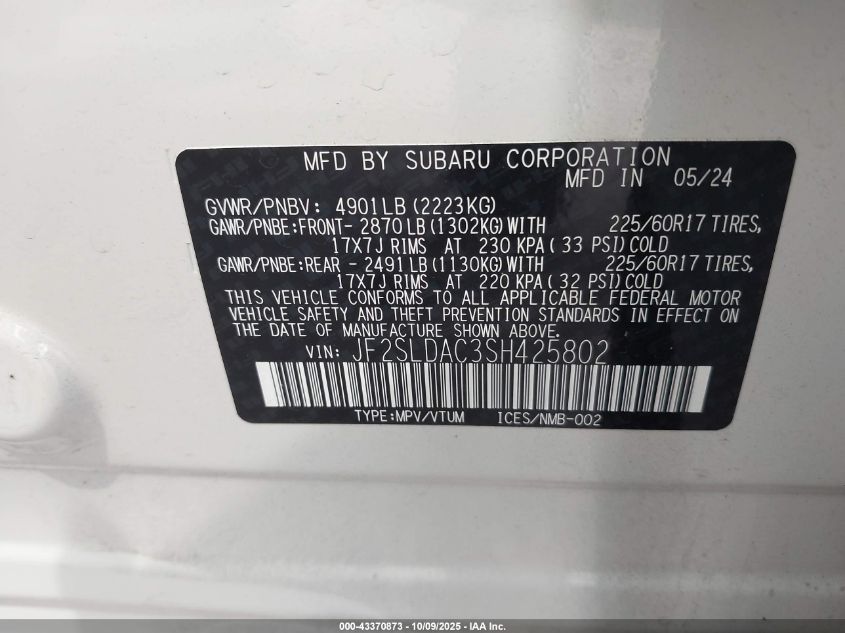 MFD BY SUBARU CORPORATION
MFD IN 05/24
GVWR/PNBV: 4901LB(2223KG)
GAWR/PNBE:FRONT- 2870LB(1302KG)WITH 225/60R17 TIRES,
17X7J RIMS AT 230 KPA( 33 PSI)COLD
GAWR/PNBE:REAR - 2491LB(1130KG)WITH 225/60R17 TIRES,
17X7J RIMS AT 220 KPA( 32 PSI)COLD
THIS VEHICLE CONFORMS TO ALL APPLICABLE FEDERAL MOTOR
VEHICLE SAFETY AND THEFT PREVENTION STANDARDS IN EFFECT ON
THE DATE OF MANUFACTURE SHOWN ABOVE.
VIN: JF2SLDAC3SH425802
TYPE:MPV/VTUM ICES/NMB-002
000-43370873 - 10/09/2025 - IAA Inc.